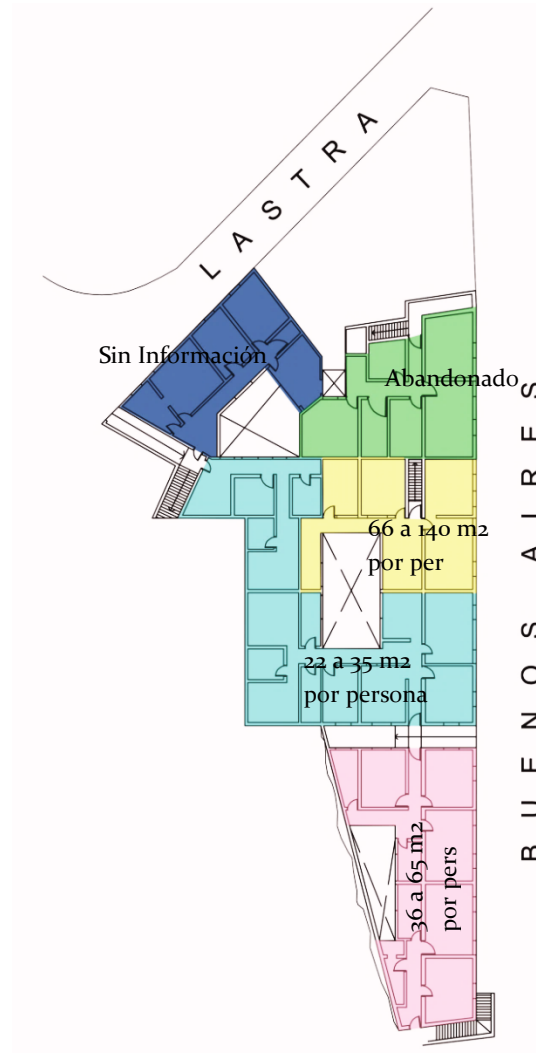 LASTRA
Sin Información
Abandonado
66 a 140 m2
por per
22 a 35 m2
por persona
36 a 65 m2
por pers
BUENOS AIRES